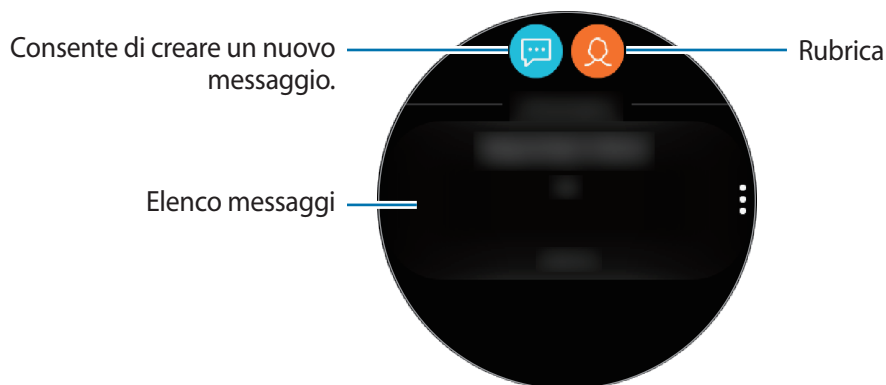 Consente di creare un nuovo
messaggio.
Rubrica
Elenco messaggi